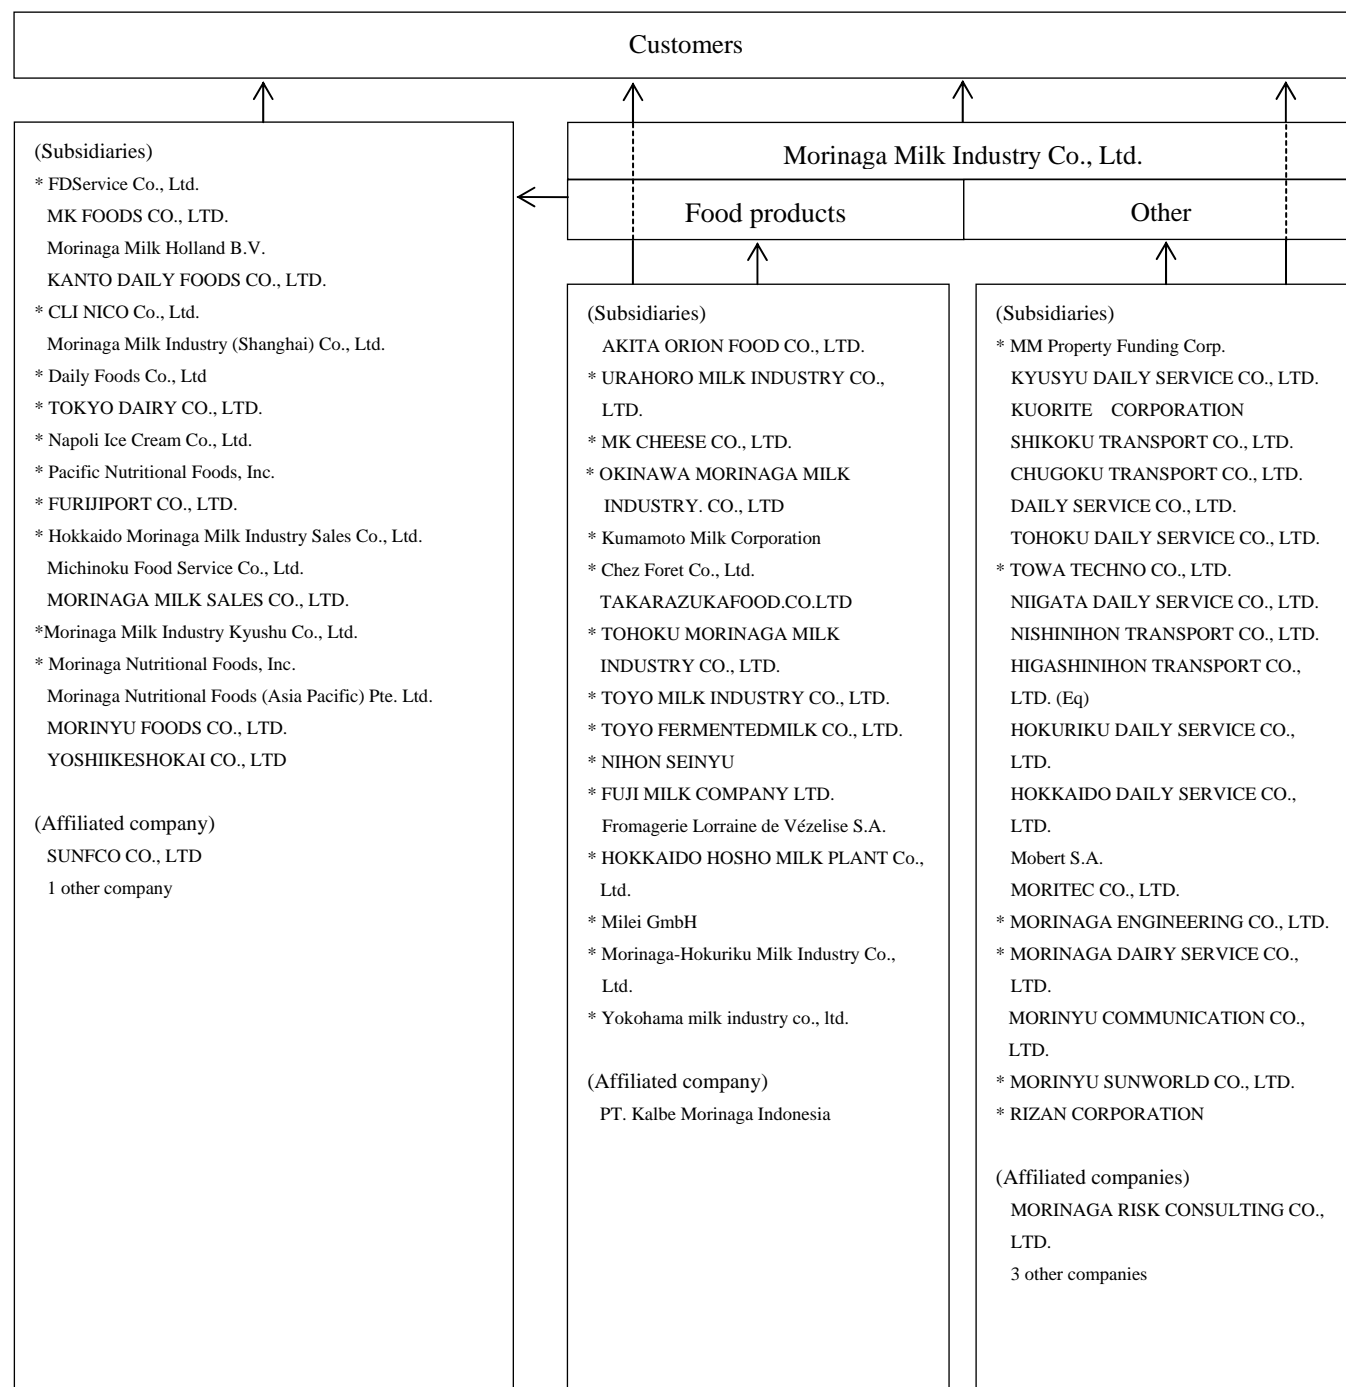 Customers
(Subsidiaries)
* FDService Co., Ltd.
MK FOODS CO., LTD.
Morinaga Milk Holland B.V.
KANTO DAILY FOODS CO., LTD.
* CLI NICO Co., Ltd.
Morinaga Milk Industry (Shanghai) Co., Ltd.
* Daily Foods Co., Ltd
* TOKYO DAIRY CO., LTD.
* Napoli Ice Cream Co., Ltd.
* Pacific Nutritional Foods, Inc.
* FURIJIPORT CO., LTD.
* Hokkaido Morinaga Milk Industry Sales Co., Ltd.
Michinoku Food Service Co., Ltd.
MORINAGA MILK SALES CO., LTD.
*Morinaga Milk Industry Kyushu Co., Ltd.
* Morinaga Nutritional Foods, Inc.
Morinaga Nutritional Foods (Asia Pacific) Pte. Ltd.
MORINYU FOODS CO., LTD.
YOSHIIKESHOKAI CO., LTD
(Affiliated company)
SUNFCO CO., LTD
1 other company
Morinaga Milk Industry Co., Ltd.
Food products
Other
(Subsidiaries)
AKITA ORION FOOD CO., LTD.
* URAHORO MILK INDUSTRY CO.,
LTD.
* MK CHEESE CO., LTD.
* OKINAWA MORINAGA MILK
INDUSTRY. CO., LTD
* Kumamoto Milk Corporation
* Chez Foret Co., Ltd.
TAKARAZUKAFOOD.CO.LTD
* TOHOKU MORINAGA MILK
INDUSTRY CO., LTD.
* TOYO MILK INDUSTRY CO., LTD.
* TOYO FERMENTEDMILK CO., LTD.
* NIHON SEINYU
* FUJI MILK COMPANY LTD.
Fromagerie Lorraine de Vézelise S.A.
* HOKKAIDO HOSHO MILK PLANT Co.,
Ltd.
* Milei GmbH
* Morinaga-Hokuriku Milk Industry Co.,
Ltd.
* Yokohama milk industry co., ltd.
(Affiliated company)
PT. Kalbe Morinaga Indonesia
(Subsidiaries)
* MM Property Funding Corp.
KYUSYU DAILY SERVICE CO., LTD.
KUORITE CORPORATION
SHIKOKU TRANSPORT CO., LTD.
CHUGOKU TRANSPORT CO., LTD.
DAILY SERVICE CO., LTD.
TOHOKU DAILY SERVICE CO., LTD.
* TOWA TECHNO CO., LTD.
NIIGATA DAILY SERVICE CO., LTD.
NISHINIHON TRANSPORT CO., LTD.
HIGASHINIHON TRANSPORT CO.,
LTD. (Eq)
HOKURIKU DAILY SERVICE CO.,
LTD.
HOKKAIDO DAILY SERVICE CO.,
LTD.
Mobert S.A.
MORITEC CO., LTD.
* MORINAGA ENGINEERING CO., LTD.
* MORINAGA DAIRY SERVICE CO.,
LTD.
MORINYU COMMUNICATION CO.,
LTD.
* MORINYU SUNWORLD CO., LTD.
* RIZAN CORPORATION
(Affiliated companies)
MORINAGA RISK CONSULTING CO.,
LTD.
3 other companies